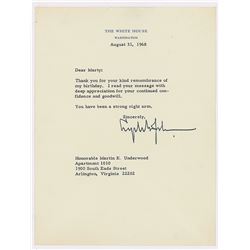 THE WHITE HOUSE
WASHINGTON
August 31, 1968
Dear Marty:
Thank you for your kind remembrance
of my birthday. I read your message with
deep appreciation for your continued con-
fidence and goodwill.
You have been a strong right arm.
Sincerely,
Honorable Martin E. Underwood
Apartment 1010
1900 South Eads Street
Arlington, Virginia 22202